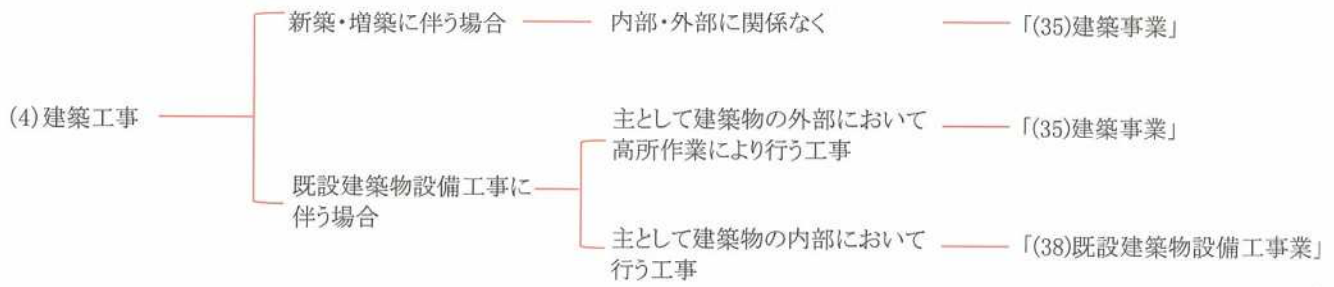 新築・増築に伴う場合
内部・外部に関係なく
「(35)建築事業」
(4)建築工事
主として建築物の外部において
高所作業により行う工事
「(35)建築事業」
既設建築物設備工事に
伴う場合
主として建築物の内部において
行う工事
「(38)既設建築物設備工事業」